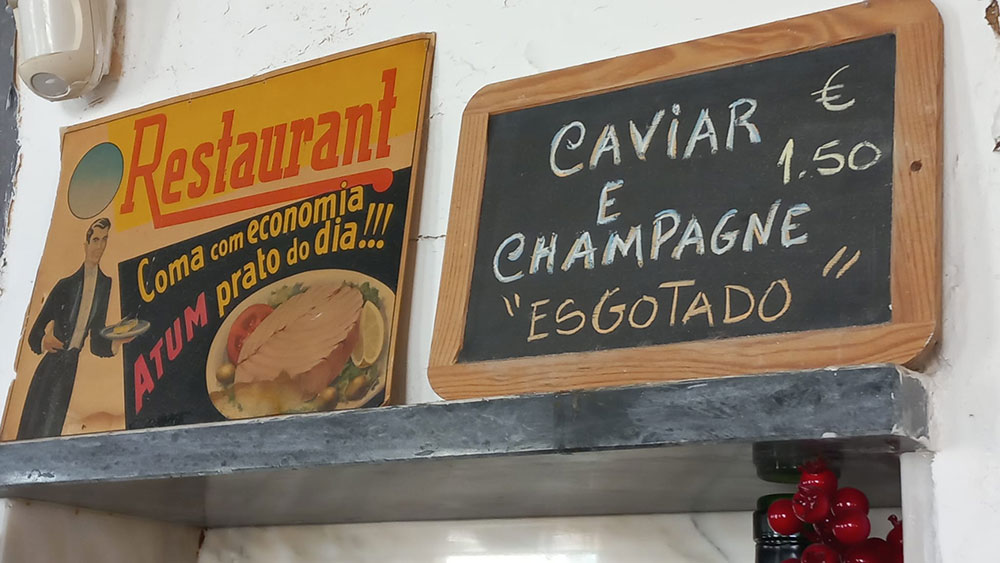 Restaurant
Coma com economia
ATUM prato do dia!!!
CAVIAR
E
CHAMPAGNE
€
1.50
"ESGOTADO"